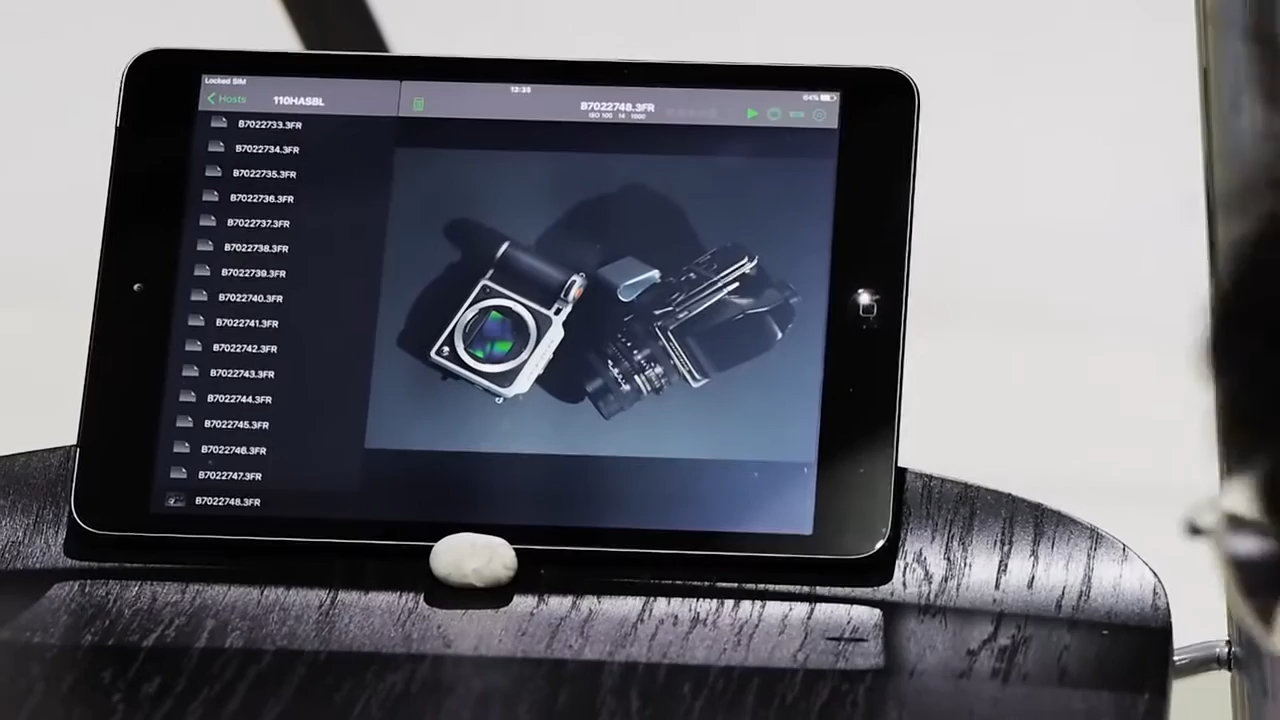 Locked SIM
12:35
64%
Hosts
110HASBL
B7022748.3FR
ISO 100
B7022733.3FR
B7022734.3FR
B7022735.3FR
B7022736.3FR
B7022737.3FR
B7022738.3FR
B7022739.3FR
B7022740.3FR
B7022741.3FR
B7022742.3FR
B7022743.3FR
B7022744.3FR
B7022745.3FR
B7022746.3FR
B7022747.3FR
B7022748.3FR